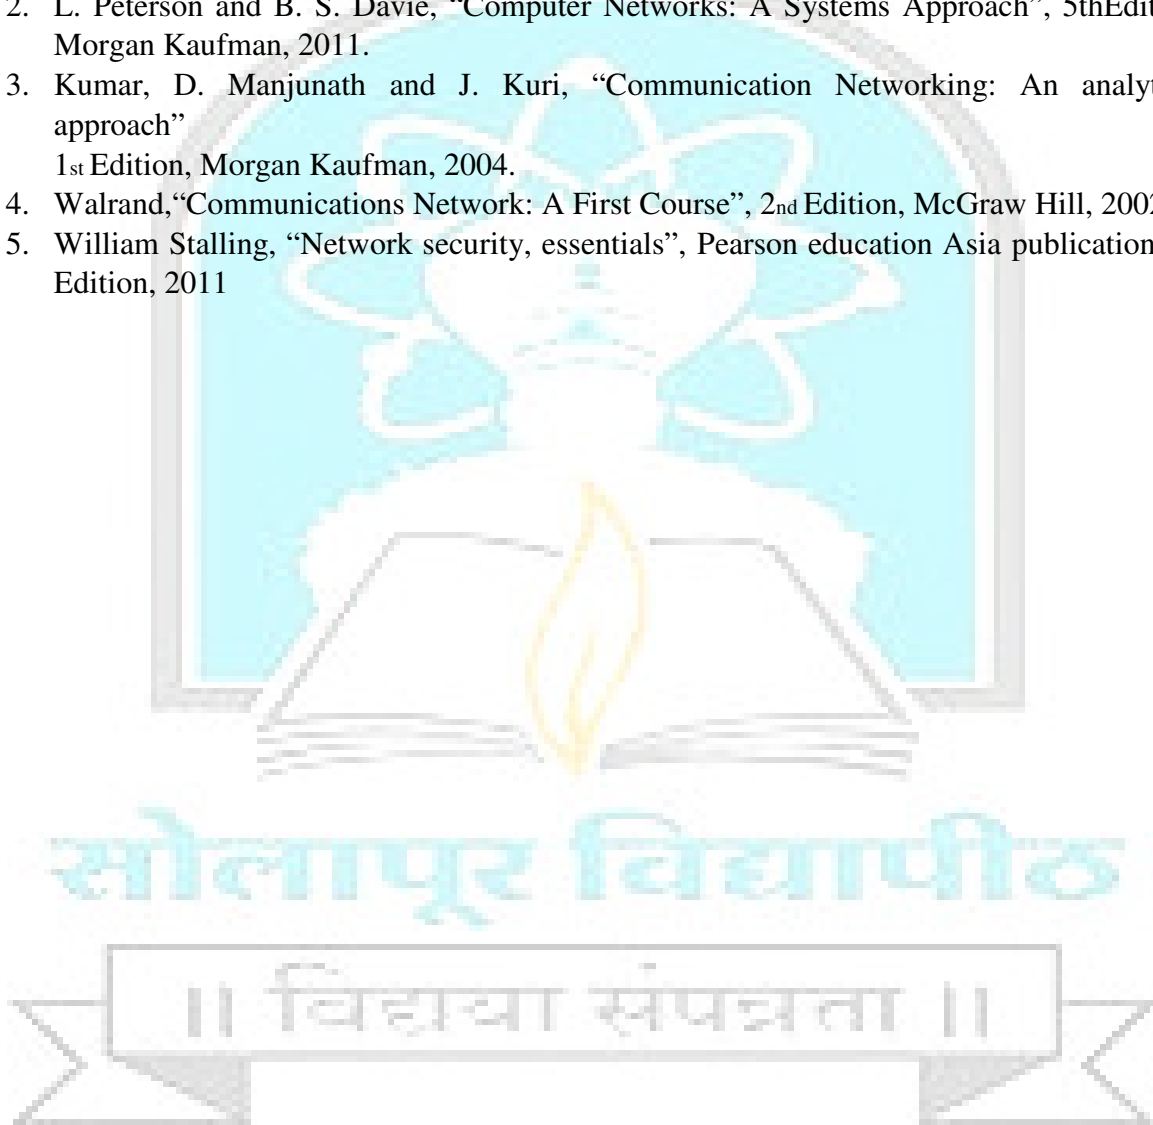 2. L. Peterson and B. S. Davie, “Computer Networks: A Systems Approach”, 5thEdit
Morgan Kaufman, 2011.
3. Kumar, D. Manjunath and J. Kuri, “Communication Networking: An analyt
approach”
1st Edition, Morgan Kaufman, 2004.
4. Walrand,“Communications Network: A First Course”, 2nd Edition, McGraw Hill, 2002
5. William Stalling, “Network security, essentials”, Pearson education Asia publication
Edition, 2011
सोलापूर विद्यापीठ
|| विद्यया संपन्नता ||